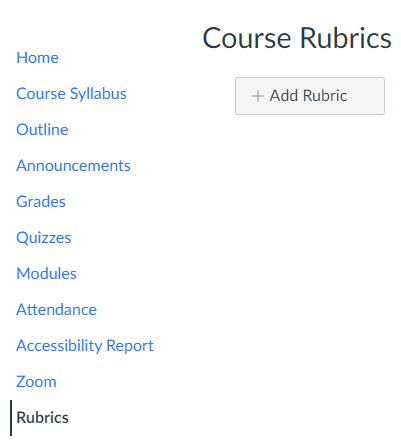 Course Rubrics
+ Add Rubric
Home
Course Syllabus
Outline
Announcements
Grades
Quizzes
Modules
Attendance
Accessibility Report
Zoom
Rubrics